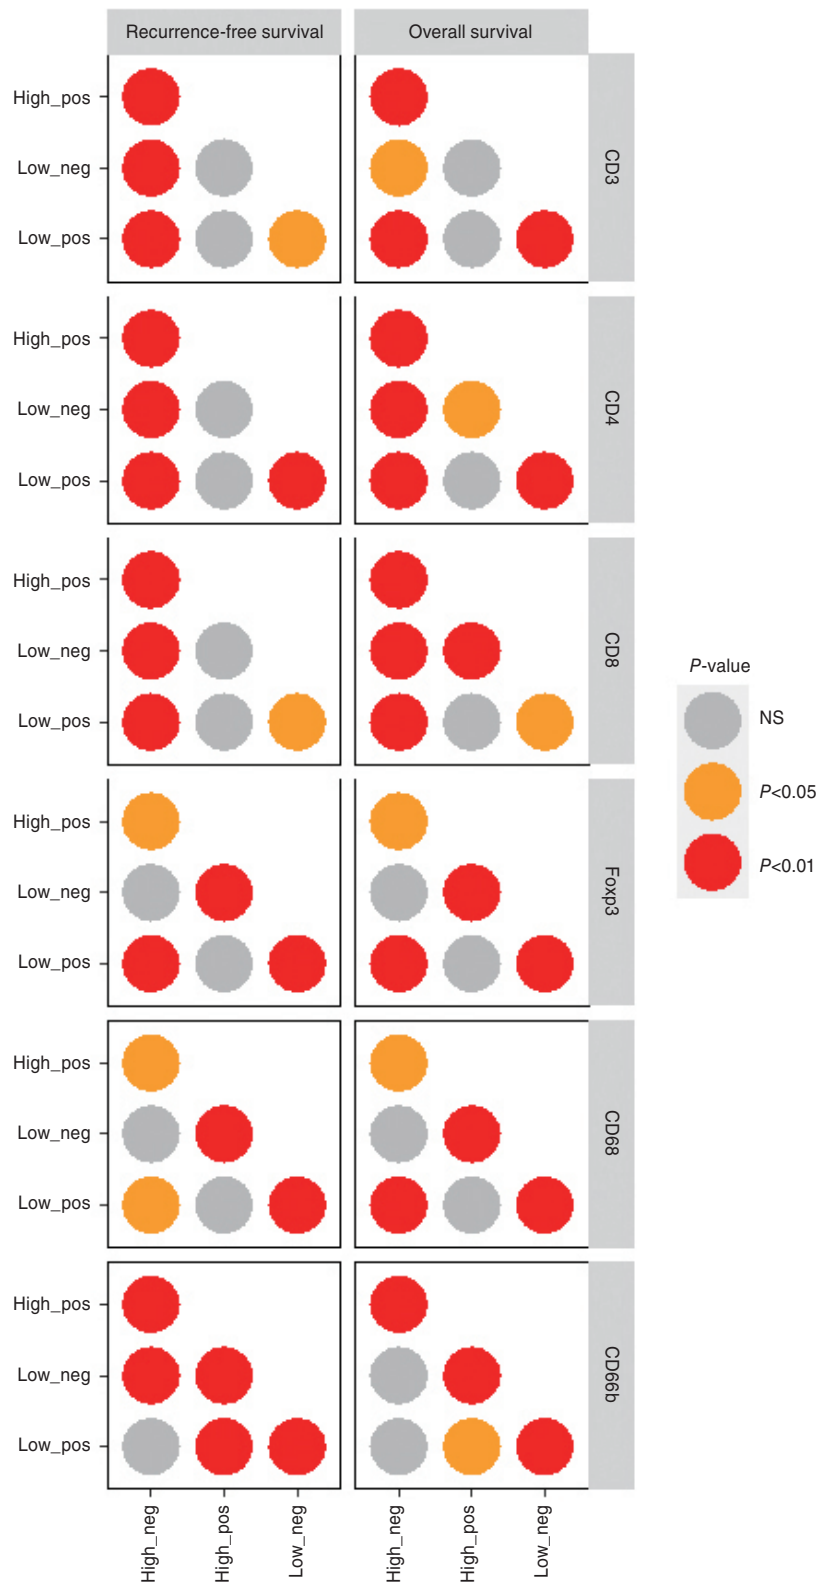 Recurrence-free survival
Overall survival
High_pos
Low_neg
Low_pos
CD3
High_pos
Low_neg
Low_pos
CD4
High_pos
Low_neg
Low_pos
CD8
High_pos
Low_neg
Low_pos
Foxp3
High_pos
Low_neg
Low_pos
CD68
High_pos
Low_neg
Low_pos
CD66b
High_neg
High_pos
Low_neg
High_neg
High_pos
Low_neg
P-value
NS
P<0.05
P<0.01